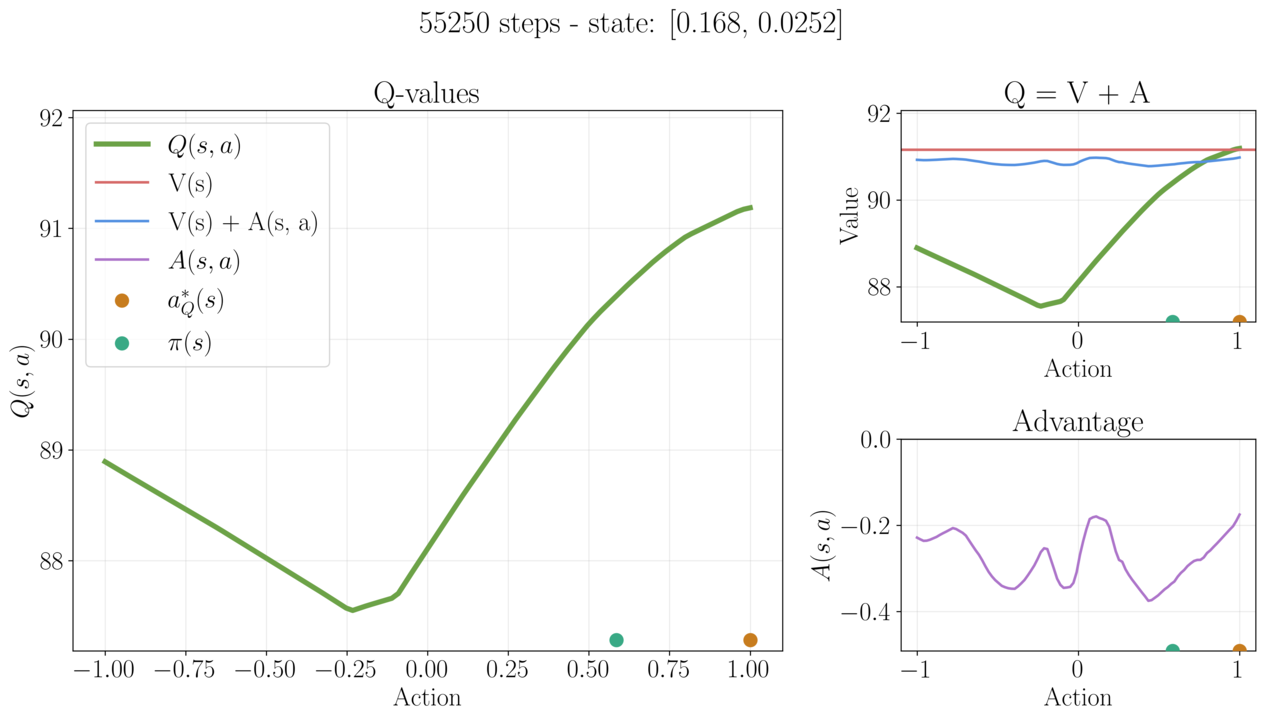 55250 steps - state: [0.168, 0.0252]
Q-values
92
91
90
89
88
Q(s, a)
Q(s, a)
V(s)
V(s) + A(s, a)
A(s, a)
a*_Q(s)
π(s)
−1.00 −0.75 −0.50 −0.25 0.00 0.25 0.50 0.75 1.00
Action
Q = V + A
92
90
88
Value
−1 0 1
Action
Advantage
0.0
−0.2
−0.4
A(s, a)
−1 0 1
Action